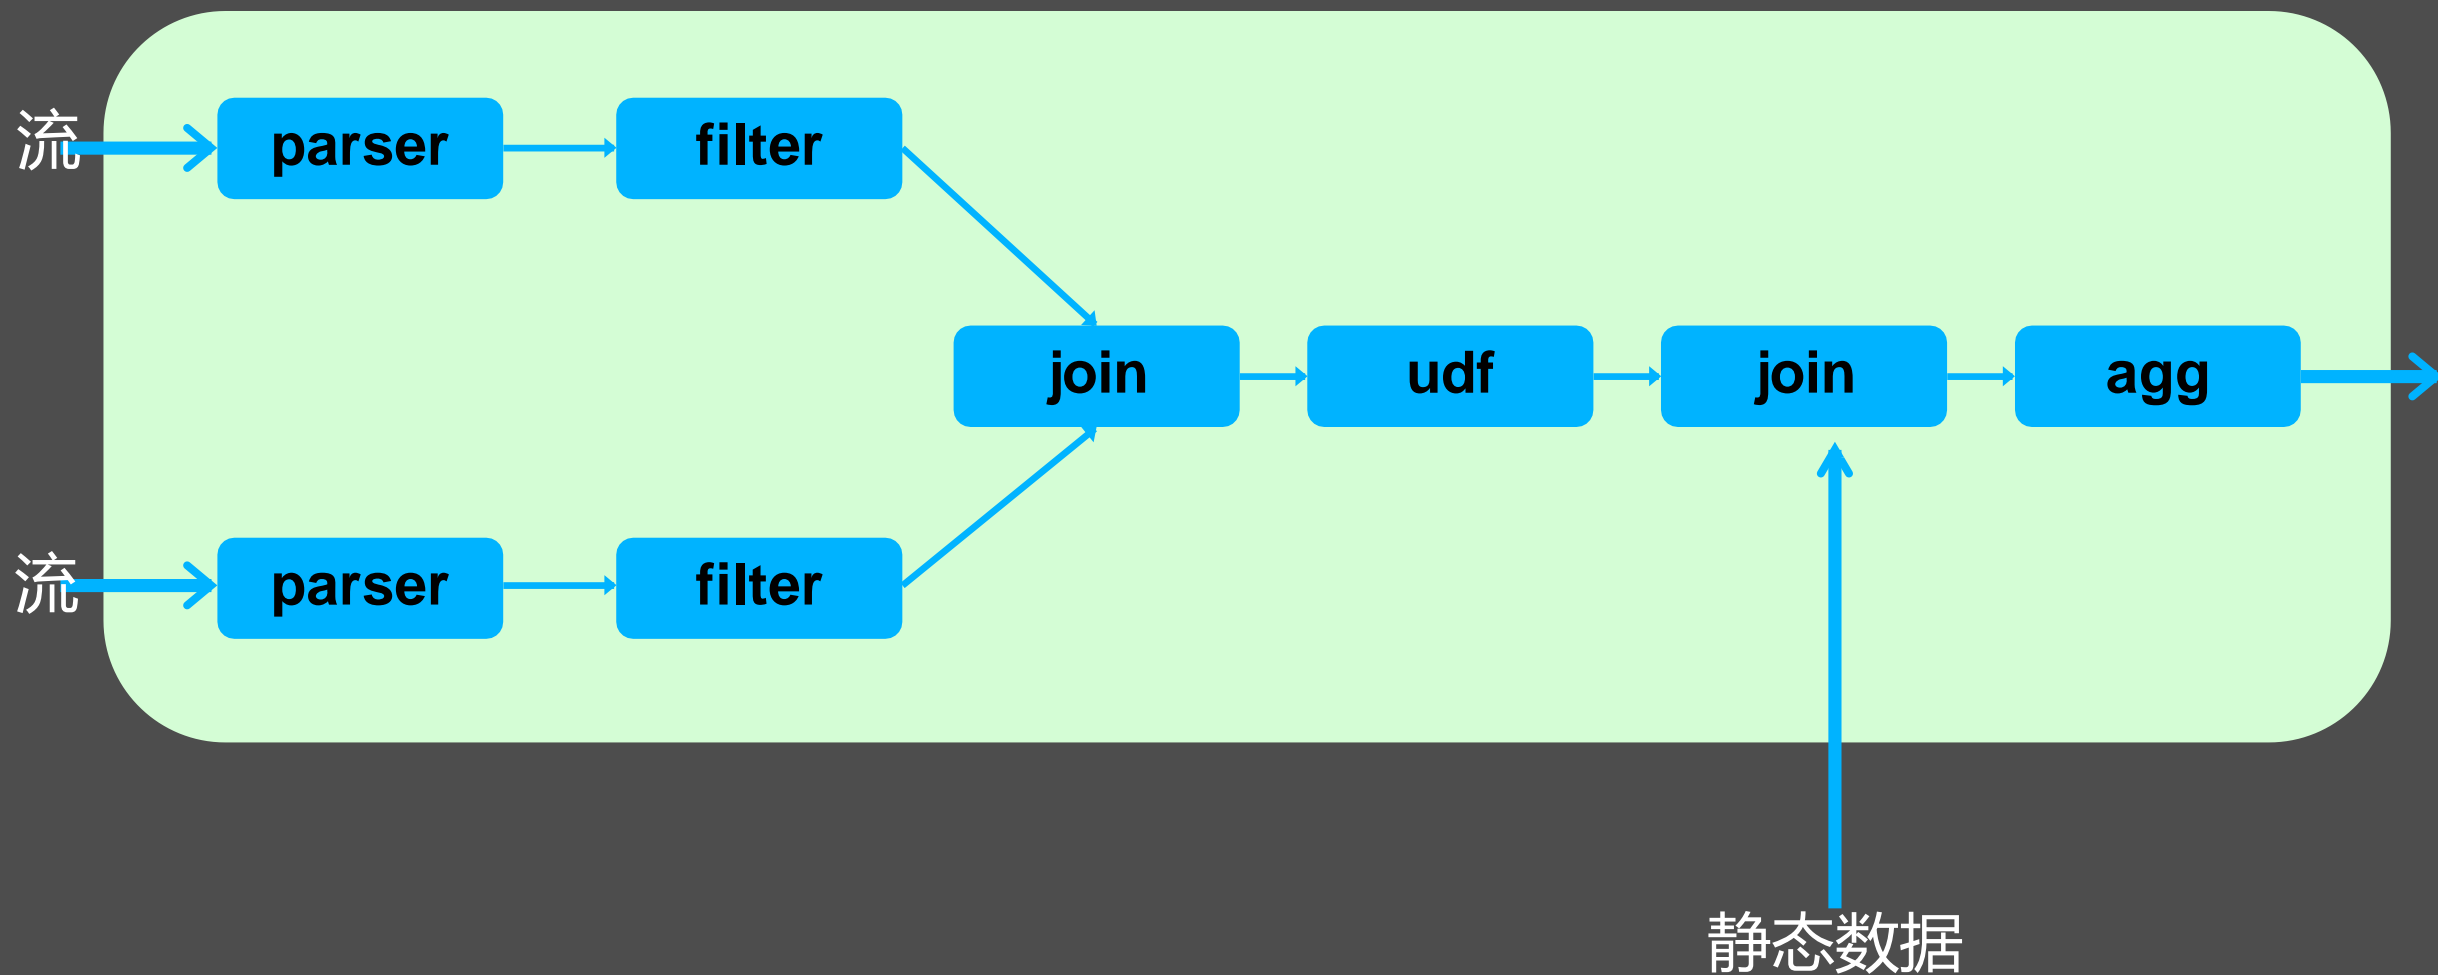 流
parser
filter
join
udf
join
agg
流
parser
filter
静态数据